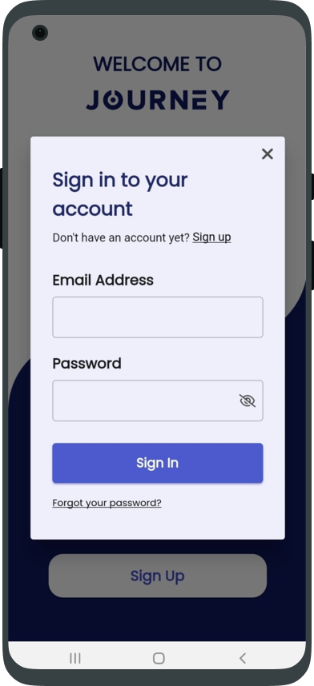 WELCOME TO
JOURNEY
Sign in to your
account
Don't have an account yet? Sign up
Email Address
Password
Sign In
Forgot your password?
Sign Up